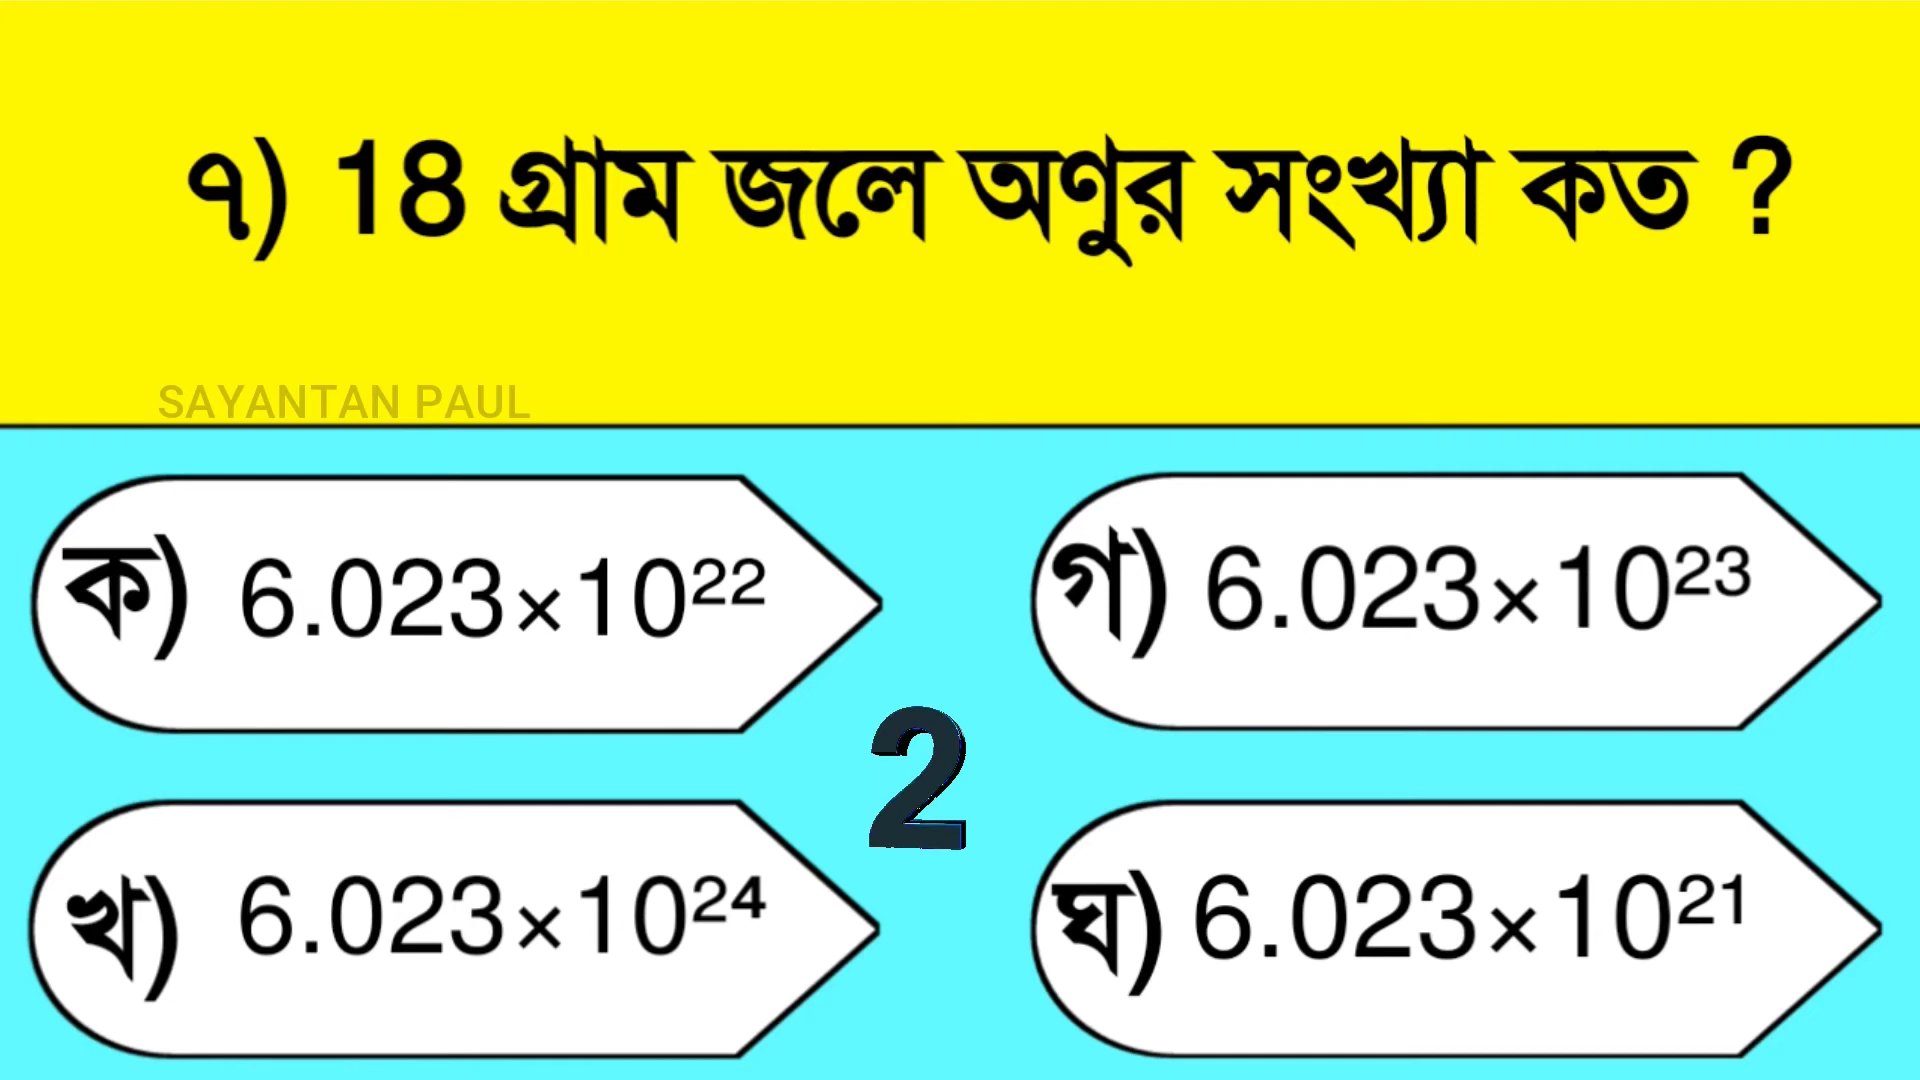 ৭) 18 গ্রাম জলে অণুর সংখ্যা কত ?
SAYANTAN PAUL
ক) 6.023×10²²
গ) 6.023×10²³
2
খ) 6.023×10²⁴
ঘ) 6.023×10²¹